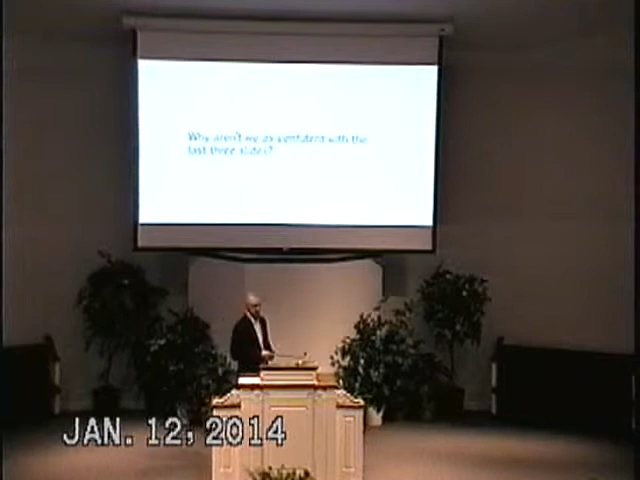 Why aren't we as confident with the
last three slides?
JAN. 12, 2014